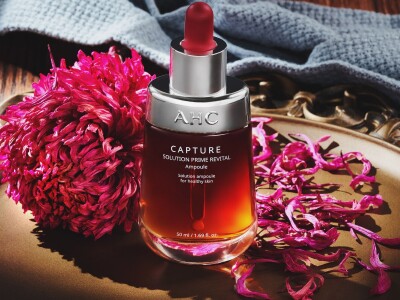 AHC
CAPTURE
SOLUTION PRIME REVITAL
Ampoule
Solution ampoule
for healthy skin
50 ml / 1.69 fl. oz.